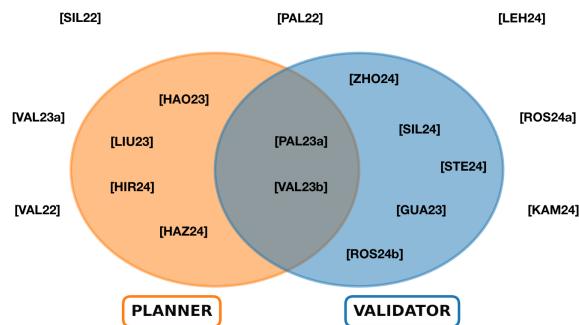 [SIL22]
[PAL22]
[LEH24]
[ZHO24]
[HAO23]
[VAL23a]
[ROS24a]
[SIL24]
[LIU23]
[PAL23a]
[STE24]
[HIR24]
[VAL23b]
[VAL22]
[GUA23]
[KAM24]
[HAZ24]
[ROS24b]
PLANNER
VALIDATOR